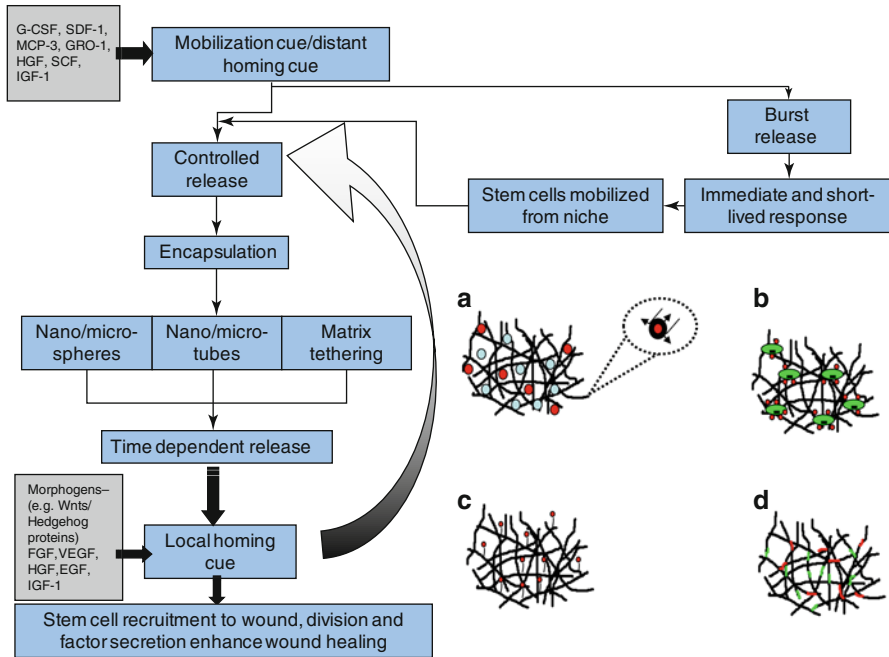 G-CSF, SDF-1,
MCP-3, GRO-1,
HGF, SCF,
IGF-1
Mobilization cue/distant
homing cue
Burst
release
Controlled
release
Stem cells mobilized
from niche
Immediate and short-
lived response
Encapsulation
Nano/micro-
spheres
Nano/micro-
tubes
Matrix
tethering
Time dependent release
Morphogens–
(e.g. Wnts/
Hedgehog
proteins)
FGF,VEGF,
HGF,EGF,
IGF-1
Local homing
cue
Stem cell recruitment to wound, division and
factor secretion enhance wound healing
a
b
c
d